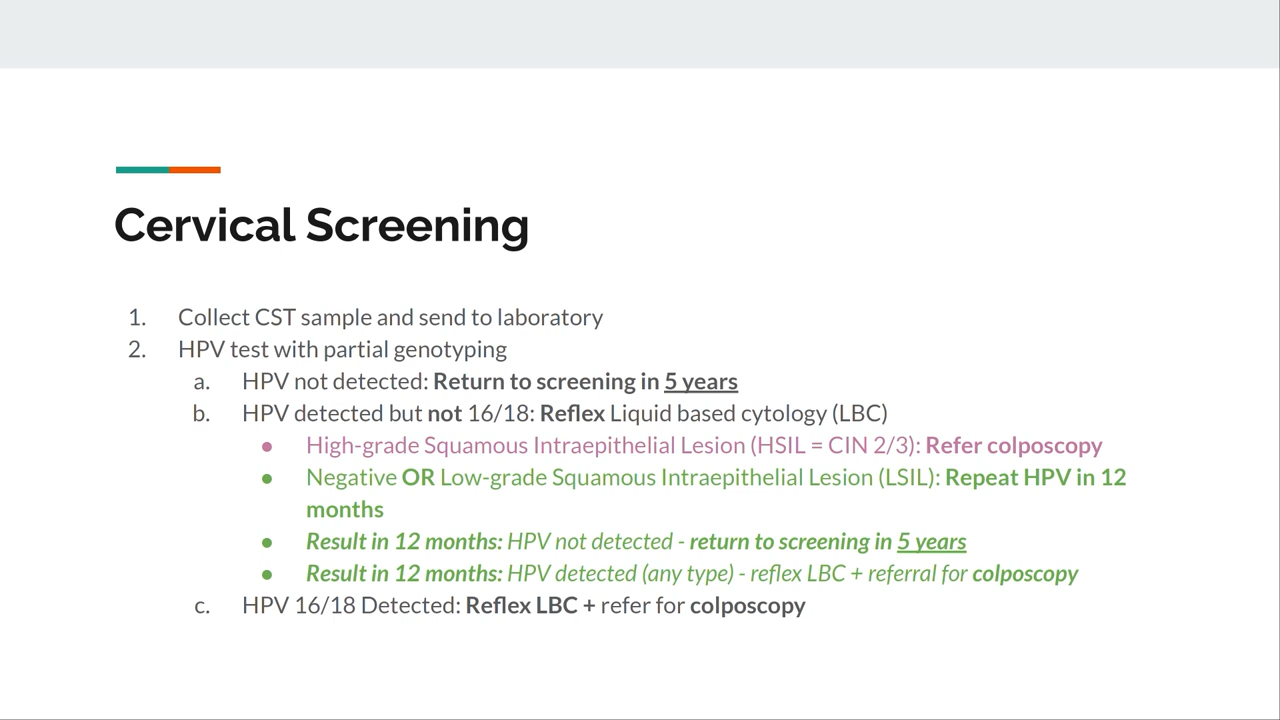 Cervical Screening
1. Collect CST sample and send to laboratory
2. HPV test with partial genotyping
a. HPV not detected: Return to screening in 5 years
b. HPV detected but not 16/18: Reflex Liquid based cytology (LBC)
● High-grade Squamous Intraepithelial Lesion (HSIL = CIN 2/3): Refer colposcopy
● Negative OR Low-grade Squamous Intraepithelial Lesion (LSIL): Repeat HPV in 12
months
● Result in 12 months: HPV not detected - return to screening in 5 years
● Result in 12 months: HPV detected (any type) - reflex LBC + referral for colposcopy
c. HPV 16/18 Detected: Reflex LBC + refer for colposcopy